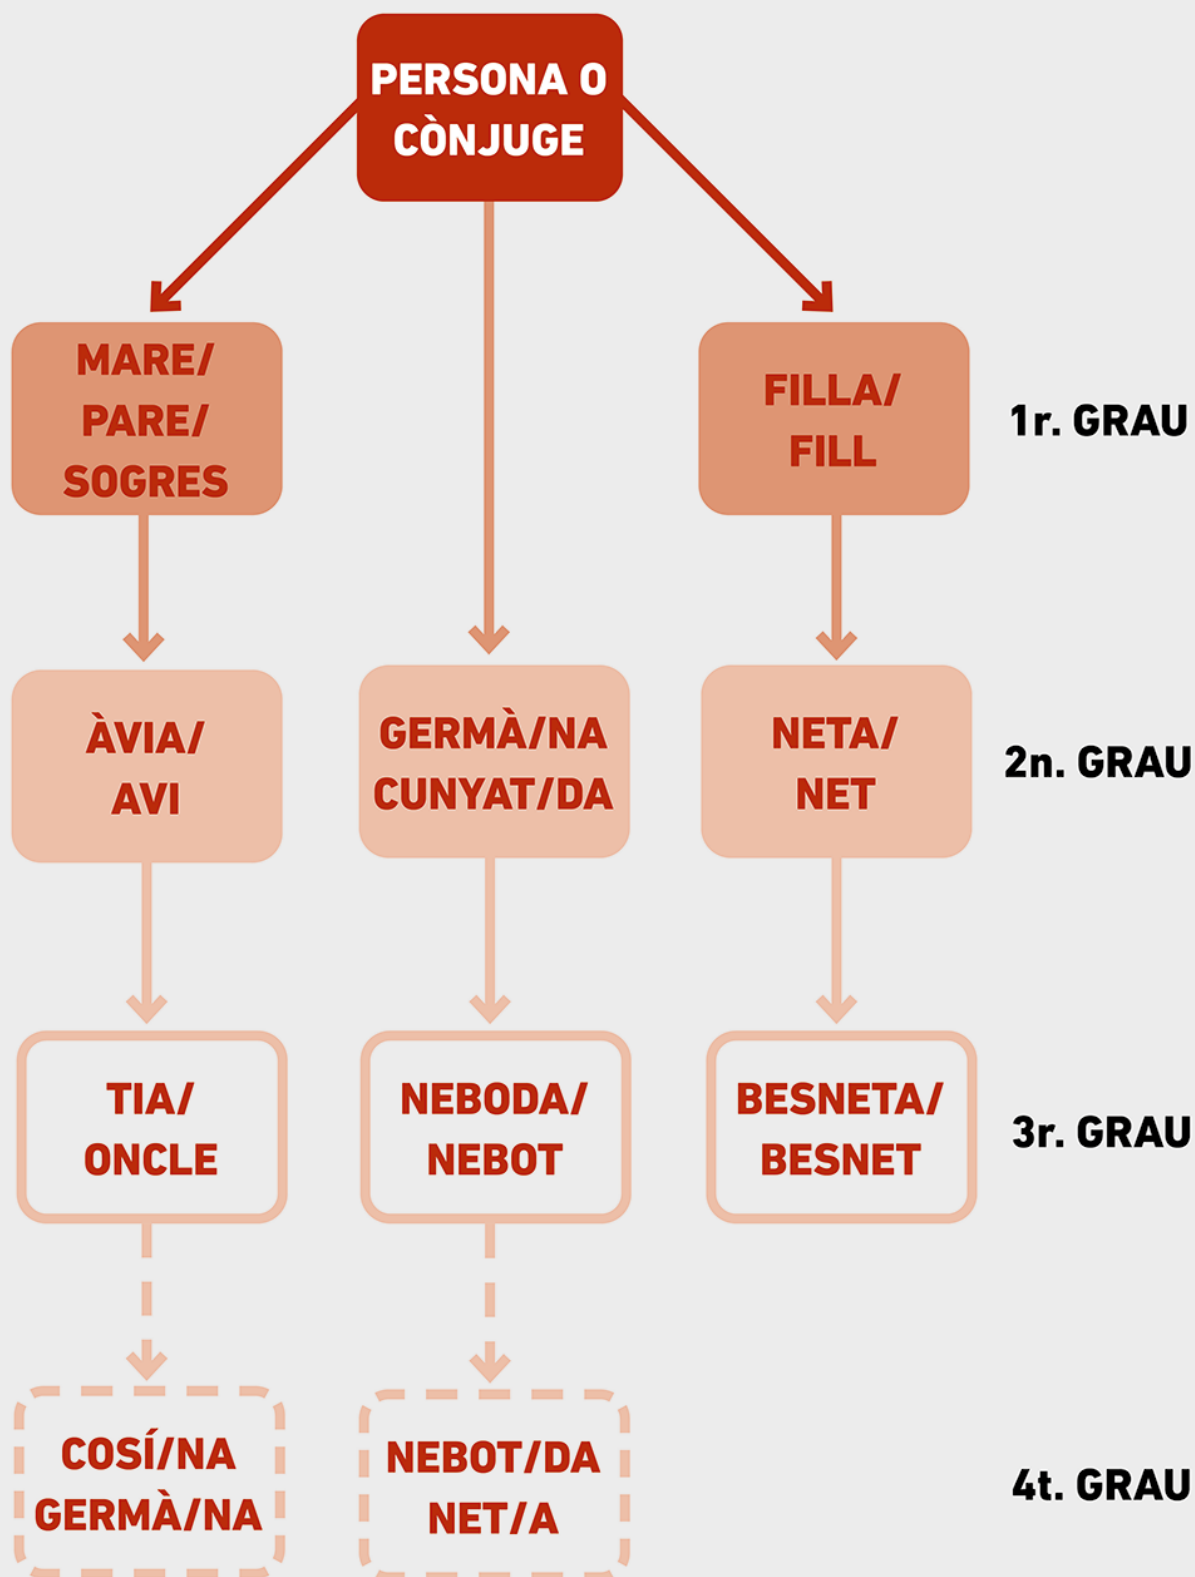 PERSONA O
CÒNJUGE
MARE/
PARE/
SOGRES
FILLA/
FILL
1r. GRAU
ÀVIA/
AVI
GERMÀ/NA
CUNYAT/DA
NETA/
NET
2n. GRAU
TIA/
ONCLE
NEBODA/
NEBOT
BESNETA/
BESNET
3r. GRAU
COSÍ/NA
GERMÀ/NA
NEBOT/DA
NET/A
4t. GRAU